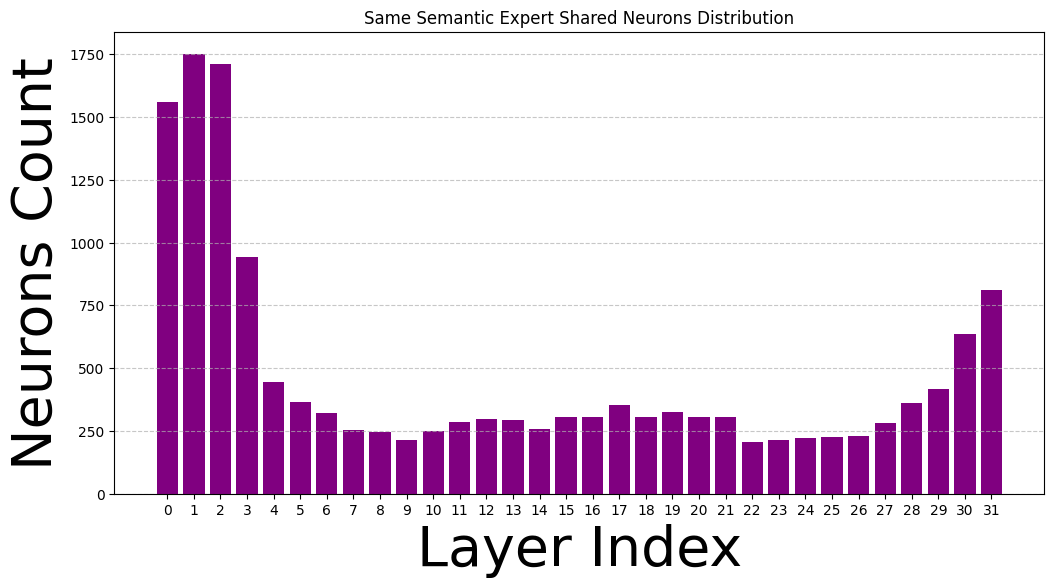 Same Semantic Expert Shared Neurons Distribution
Neurons Count
1750
1500
1250
1000
750
500
250
0
0 1 2 3 4 5 6 7 8 9 10 11 12 13 14 15 16 17 18 19 20 21 22 23 24 25 26 27 28 29 30 31
Layer Index